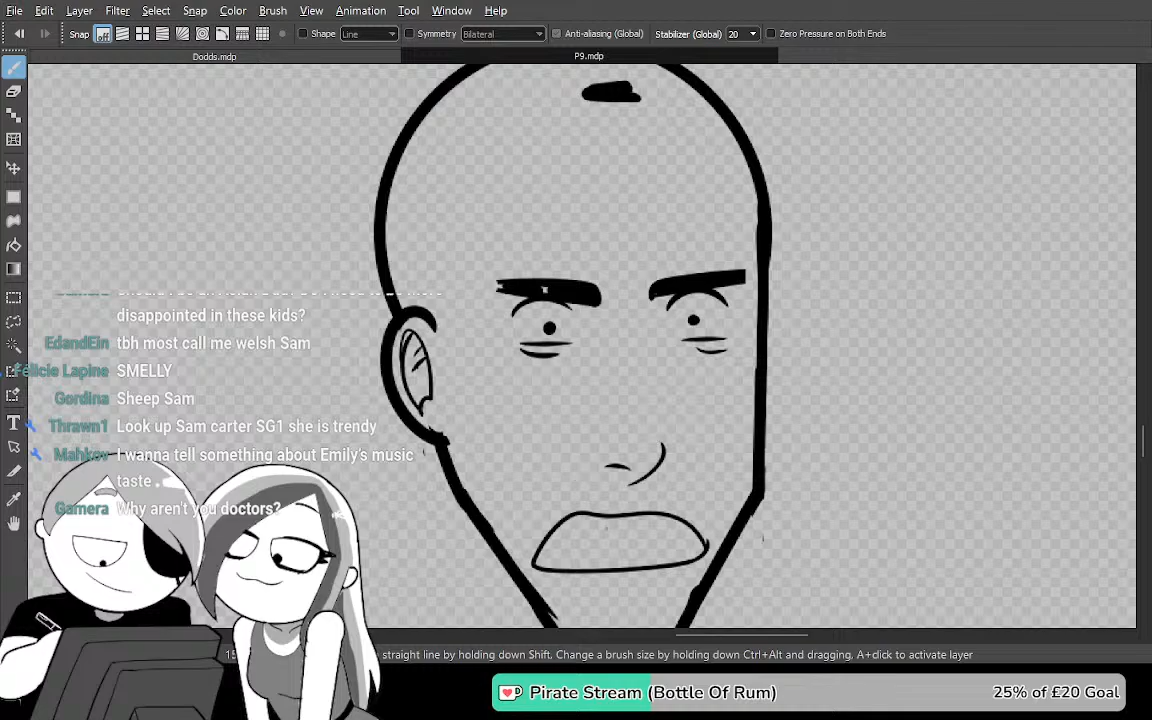 File Edit Layer Filter Select Snap Color Brush View Animation Tool Window Help
Snap off Shape Line Symmetry Bilateral Anti-aliasing (Global) Stabilizer (Global) 20 Zero Pressure on Both Ends
Dodds.mdp P9.mdp
disappointed in these kids?
EdandEin tbh most call me welsh Sam
Félicie Lapine SMELLY
Gordina Sheep Sam
Thrawn1 Look up Sam carter SG1 she is trendy
Mahkov I wanna tell something about Emily's music
taste .
Gamera Why aren't you doctors?
straight line by holding down Shift. Change a brush size by holding down Ctrl+Alt and dragging, A+click to activate layer
Pirate Stream (Bottle Of Rum) 25% of £20 Goal